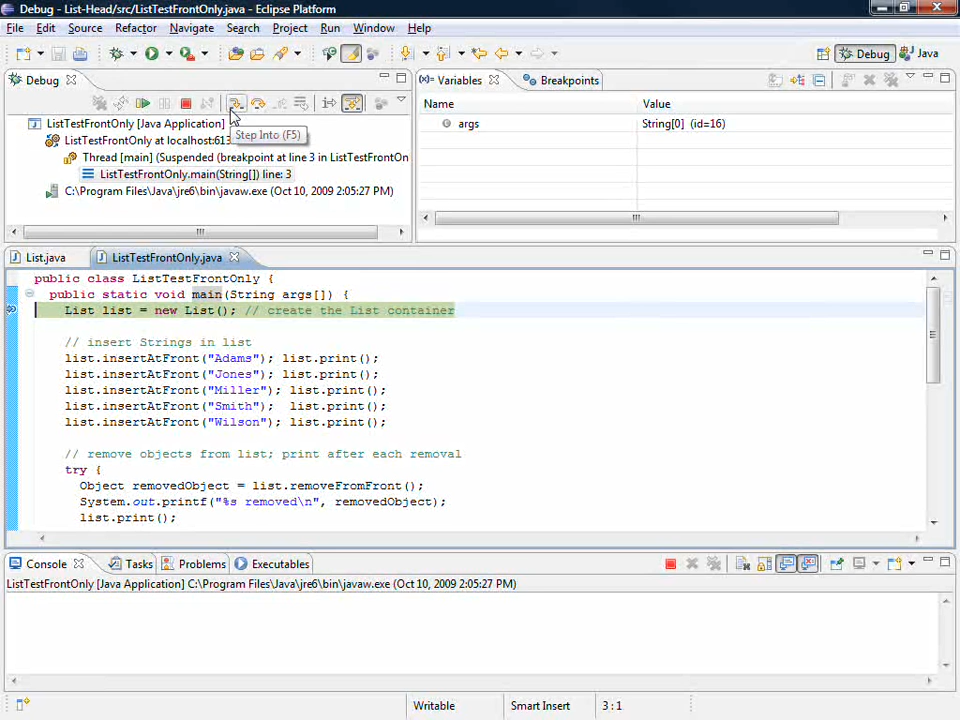 Debug - List-Head/src/ListTestFrontOnly.java - Eclipse Platform
File Edit Source Refactor Navigate Search Project Run Window Help
Debug Java
Debug
Variables Breakpoints
Name Value
ListTestFrontOnly [Java Application]
args String[0] (id=16)
ListTestFrontOnly at localhost:613
Step Into (F5)
Thread [main] (Suspended (breakpoint at line 3 in ListTestFrontOn
ListTestFrontOnly.main(String[]) line: 3
C:\Program Files\Java\jre6\bin\javaw.exe (Oct 10, 2009 2:05:27 PM)
List.java ListTestFrontOnly.java
public class ListTestFrontOnly {
public static void main(String args[]) {
List list = new List(); // create the List container
// insert Strings in list
list.insertAtFront("Adams"); list.print();
list.insertAtFront("Jones"); list.print();
list.insertAtFront("Miller"); list.print();
list.insertAtFront("Smith"); list.print();
list.insertAtFront("Wilson"); list.print();
// remove objects from list; print after each removal
try {
Object removedObject = list.removeFromFront();
System.out.printf("%s removed\n", removedObject);
list.print();
Console Tasks Problems Executables
ListTestFrontOnly [Java Application] C:\Program Files\Java\jre6\bin\javaw.exe (Oct 10, 2009 2:05:27 PM)
Writable Smart Insert 3 : 1